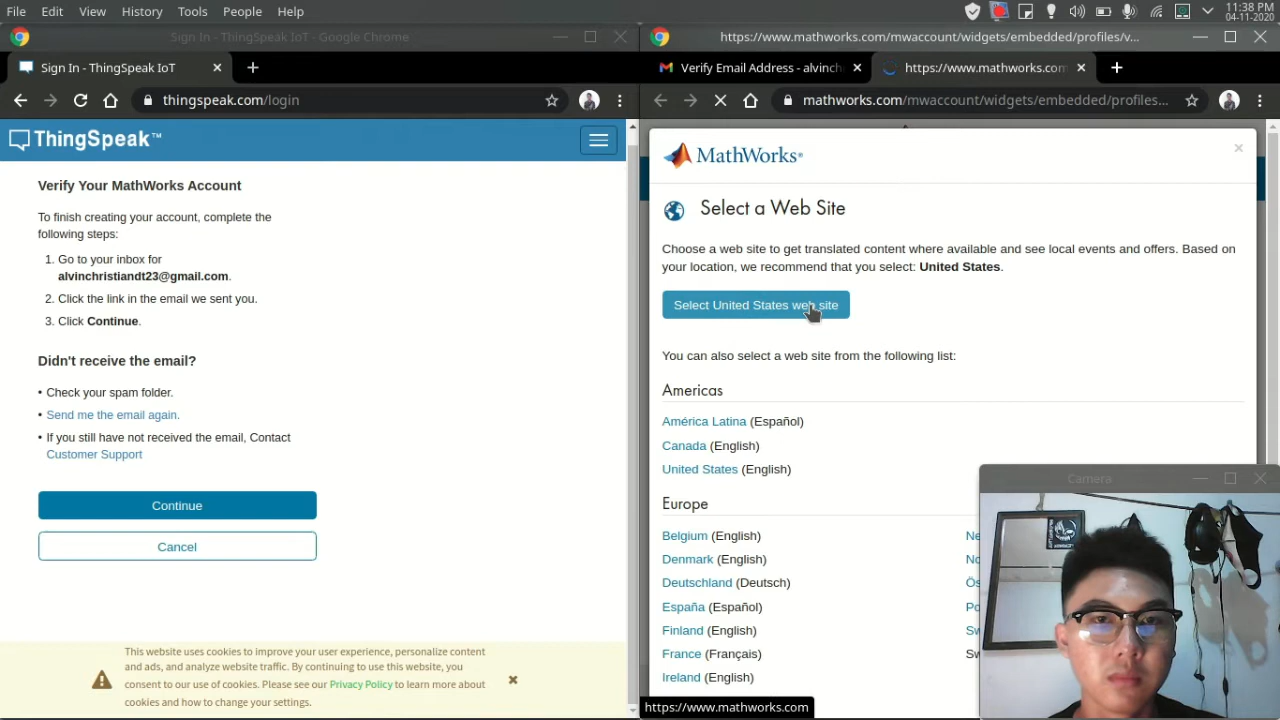 File Edit View History Tools People Help
11:38 PM
04-11-2020
Sign In - ThingSpeak IoT - Google Chrome
Sign In - ThingSpeak IoT
thingspeak.com/login
ThingSpeak™
Verify Your MathWorks Account
To finish creating your account, complete the
following steps:
1. Go to your inbox for
alvinchristiandt23@gmail.com.
2. Click the link in the email we sent you.
3. Click Continue.
Didn't receive the email?
• Check your spam folder.
• Send me the email again.
• If you still have not received the email, Contact
Customer Support
Continue
Cancel
This website uses cookies to improve your user experience, personalize content
and ads, and analyze website traffic. By continuing to use this website, you
consent to our use of cookies. Please see our Privacy Policy to learn more about
cookies and how to change your settings.
https://www.mathworks.com/mwaccount/widgets/embedded/profiles/v...
Verify Email Address - alvinch
https://www.mathworks.com
mathworks.com/mwaccount/widgets/embedded/profiles...
MathWorks®
Select a Web Site
Choose a web site to get translated content where available and see local events and offers. Based on
your location, we recommend that you select: United States.
Select United States web site
You can also select a web site from the following list:
Americas
América Latina (Español)
Canada (English)
United States (English)
Europe
Belgium (English)
Denmark (English)
Deutschland (Deutsch)
España (Español)
Finland (English)
France (Français)
Ireland (English)
Ne
No
Ös
Po
Sw
Sw
https://www.mathworks.com
Camera